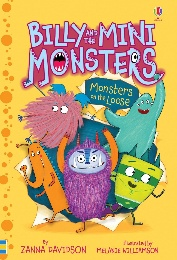 BILLY AND THE MINI
MONSTERS
Monsters
on the Loose
By
ZANNA DAVIDSON
Illustrated by
MELANIE WILLIAMSON